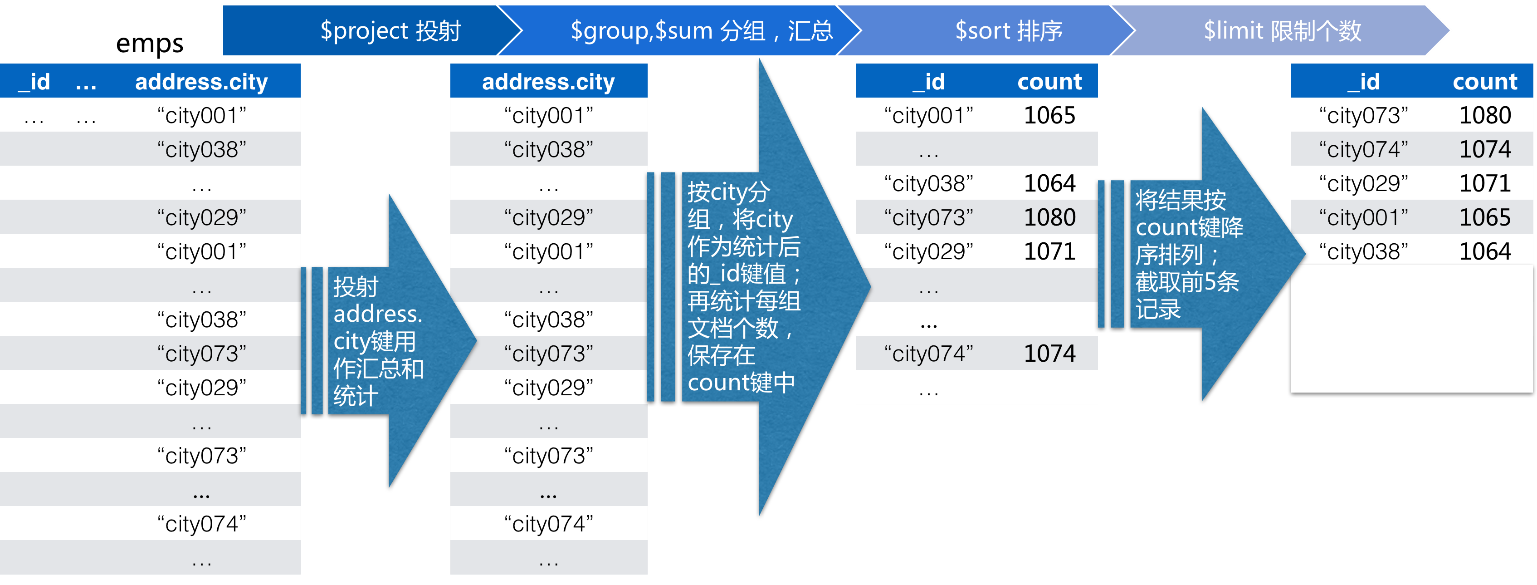 $project 投射
$group,$sum 分组，汇总
$sort 排序
$limit 限制个数
emps
_id … address.city
… … “city001”
“city038”
…
“city029”
“city001”
…
“city038”
“city073”
“city029”
…
“city073”
…
“city074”
…
投射
address.
city键用
作汇总和
统计
address.city
“city001”
“city038”
…
“city029”
“city001”
…
“city038”
“city073”
“city029”
…
“city073”
…
“city074”
…
按city分
组，将city
作为统计后
的_id键值；
再统计每组
文档个数，
保存在
count键中
_id count
“city001” 1065
…
“city038” 1064
“city073” 1080
“city029” 1071
…
…
“city074” 1074
…
将结果按
count键降
序排列；
截取前5条
记录
_id count
“city073” 1080
“city074” 1074
“city029” 1071
“city001” 1065
“city038” 1064